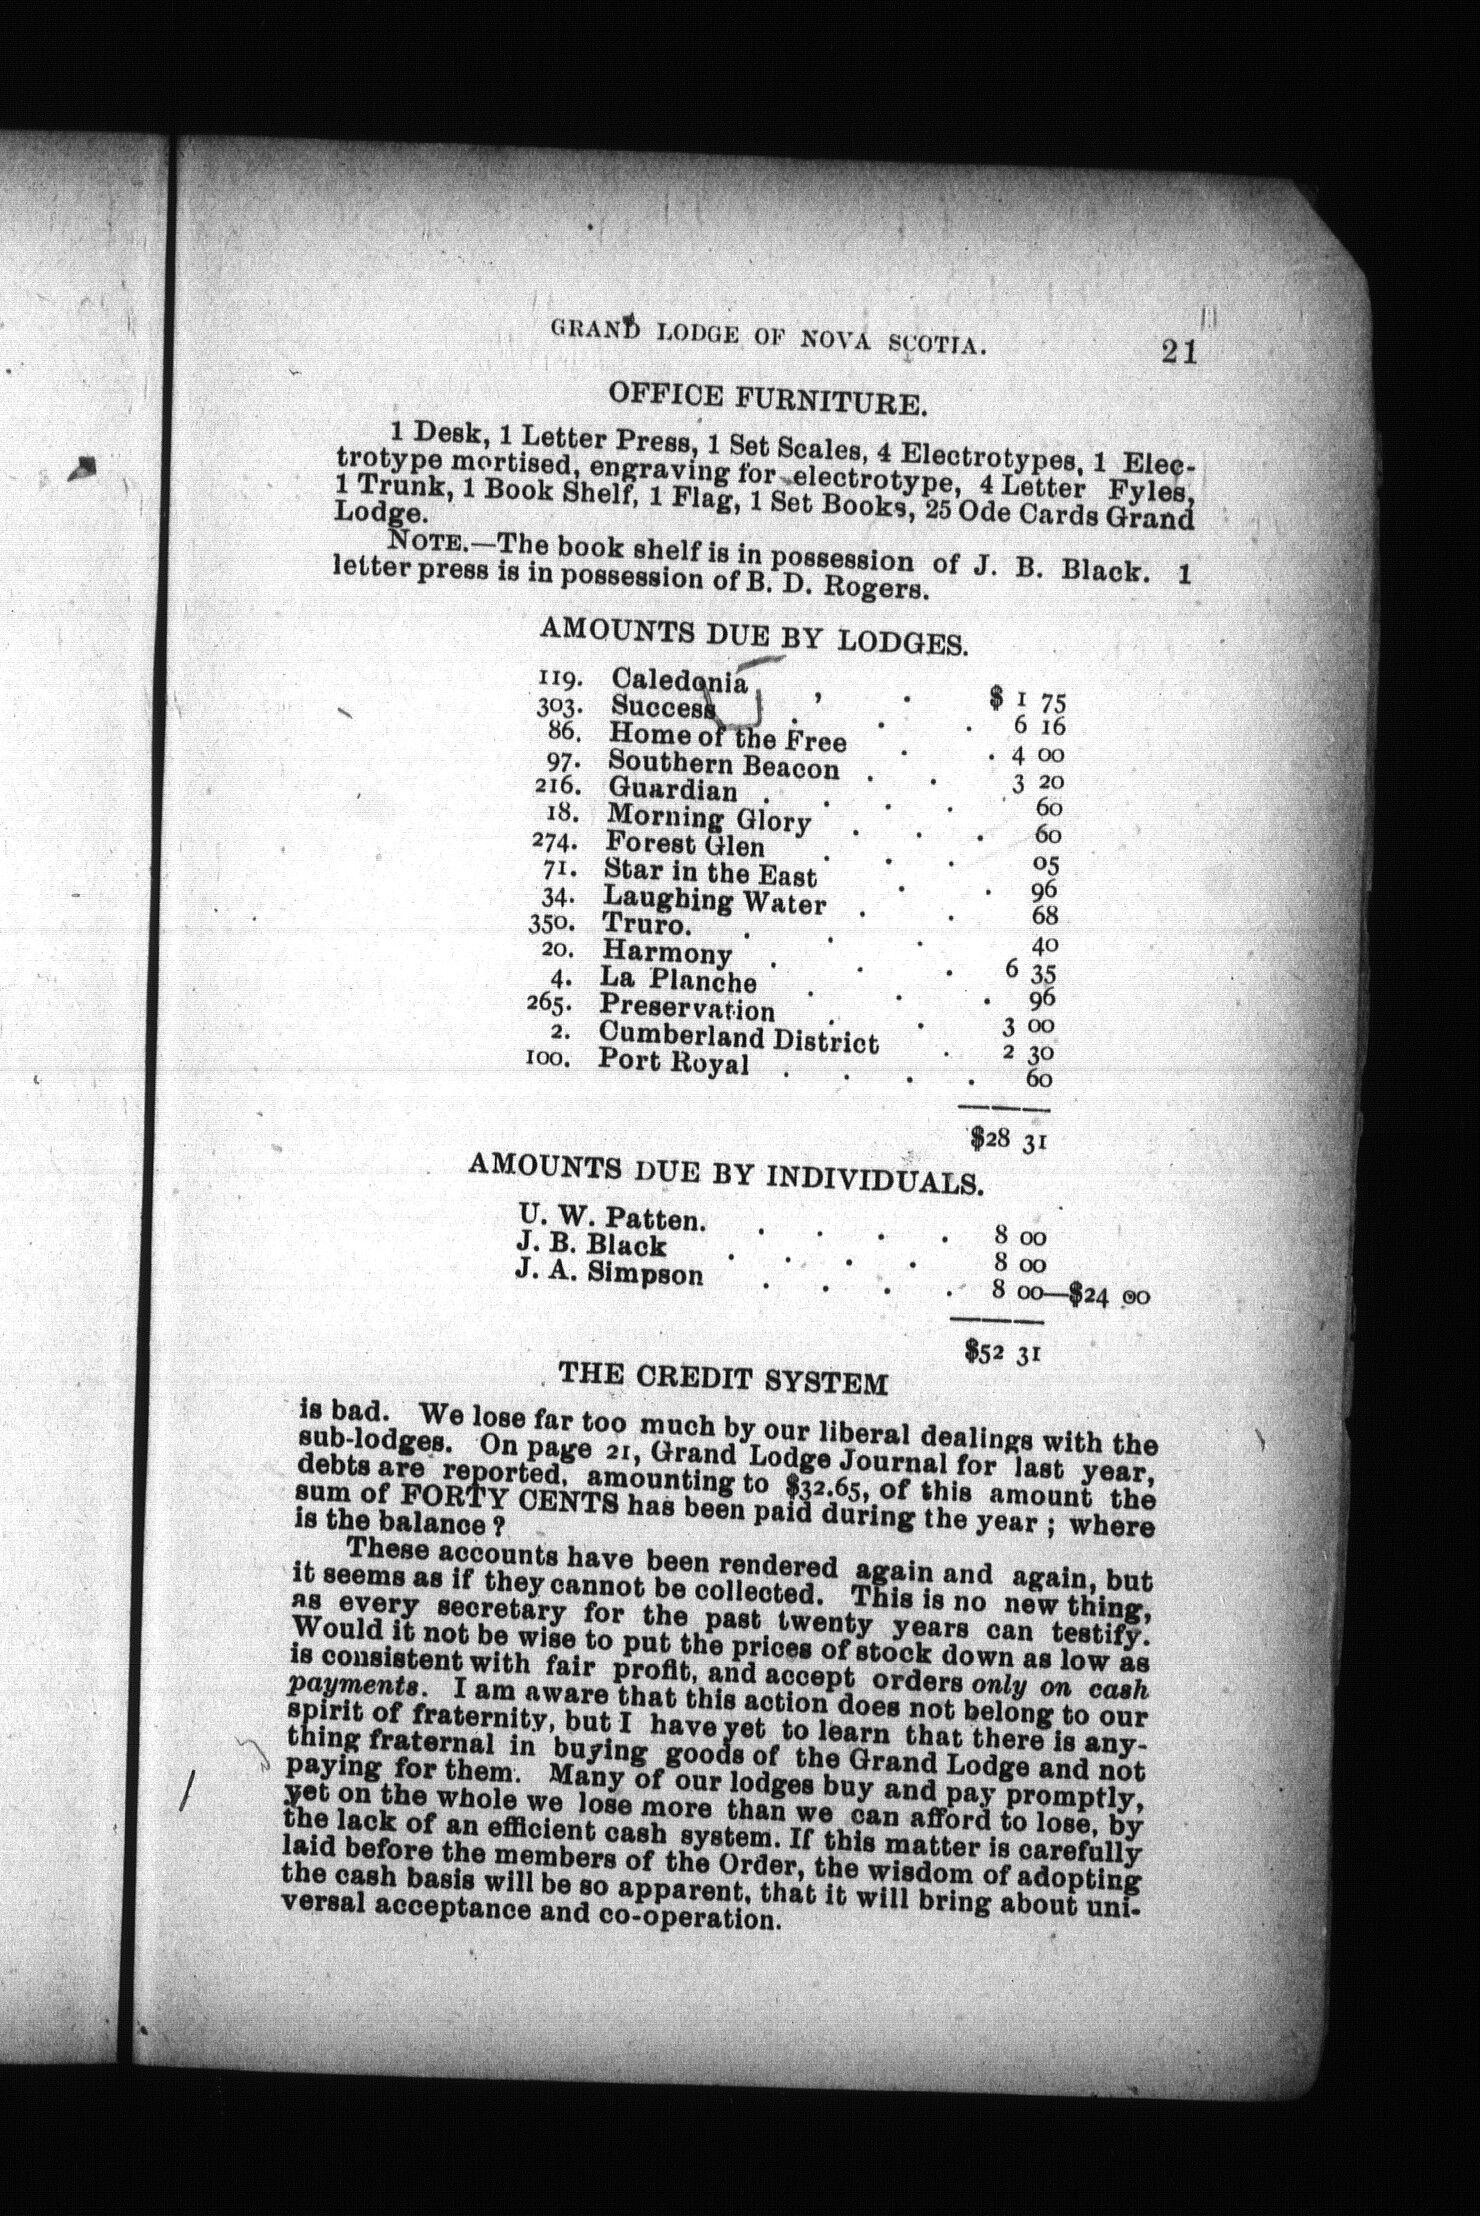 GRAND LODGE OF NOVA SCOTIA. 21
OFFICE FURNITURE.
1 Desk, 1 Letter Press, 1 Set Scales, 4 Electrotypes, 1 Elec-
trotype mortised, engraving for electrotype, 4 Letter Fyles,
1 Trunk, 1 Book Shelf, 1 Flag, 1 Set Books, 25 Ode Cards Grand
Lodge.
NOTE.—The book shelf is in possession of J. B. Black. 1
letter press is in possession of B. D. Rogers.
AMOUNTS DUE BY LODGES.
119. Caledonia , . $ 1 75
303. Success . . . 6 16
86. Home of the Free . . 4 00
97. Southern Beacon . . 3 20
216. Guardian . . . . 60
18. Morning Glory . . . 60
274. Forest Glen . . . 05
71. Star in the East . . 96
34. Laughing Water . . 68
350. Truro. . . . 40
20. Harmony . . . 6 35
4. La Planche . . . 96
265. Preservation . . 3 00
2. Cumberland District . 2 30
100. Port Royal . . . . 60
$28 31
AMOUNTS DUE BY INDIVIDUALS.
U. W. Patten. . . . . 8 00
J. B. Black . . . . 8 00
J. A. Simpson . . . . 8 00—$24 00
$52 31
THE CREDIT SYSTEM
is bad. We lose far too much by our liberal dealings with the
sub-lodges. On page 21, Grand Lodge Journal for last year,
debts are reported, amounting to $32.65, of this amount the
sum of FORTY CENTS has been paid during the year ; where
is the balance ?
These accounts have been rendered again and again, but
it seems as if they cannot be collected. This is no new thing,
as every secretary for the past twenty years can testify.
Would it not be wise to put the prices of stock down as low as
is consistent with fair profit, and accept orders only on cash
payments. I am aware that this action does not belong to our
spirit of fraternity, but I have yet to learn that there is any-
thing fraternal in buying goods of the Grand Lodge and not
paying for them. Many of our lodges buy and pay promptly,
yet on the whole we lose more than we can afford to lose, by
the lack of an efficient cash system. If this matter is carefully
laid before the members of the Order, the wisdom of adopting
the cash basis will be so apparent, that it will bring about uni-
versal acceptance and co-operation.